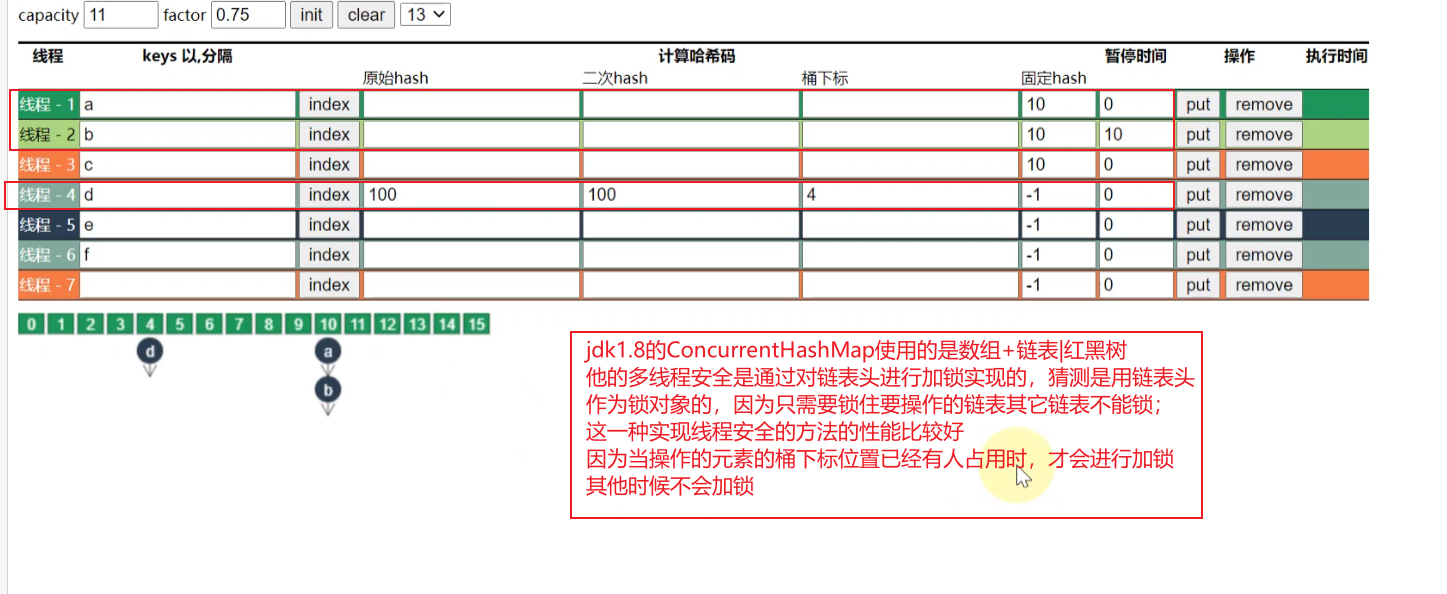 capacity 11 factor 0.75 init clear 13
线程 keys 以,分隔 计算哈希码 暂停时间 操作 执行时间
原始hash 二次hash 桶下标 固定hash
线程 - 1 a index 10 0 put remove
线程 - 2 b index 10 10 put remove
线程 - 3 c index 10 0 put remove
线程 - 4 d index 100 100 4 -1 0 put remove
线程 - 5 e index -1 0 put remove
线程 - 6 f index -1 0 put remove
线程 - 7 index -1 0 put remove
0 1 2 3 4 5 6 7 8 9 10 11 12 13 14 15
d a
b
jdk1.8的ConcurrentHashMap使用的是数组+链表|红黑树
他的多线程安全是通过对链表头进行加锁实现的，猜测是用链表头
作为锁对象的，因为只需要锁住要操作的链表其它链表不能锁；
这一种实现线程安全的方法的性能比较好
因为当操作的元素的桶下标位置已经有人占用时，才会进行加锁
其他时候不会加锁